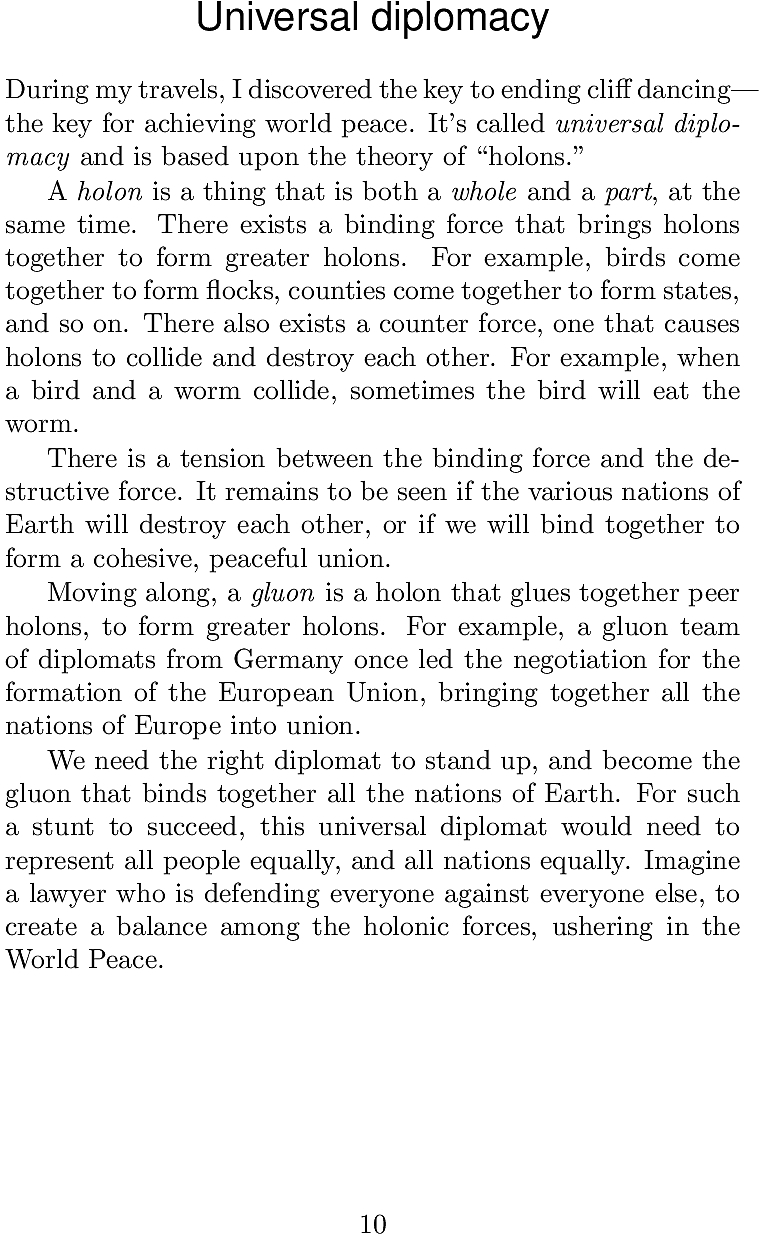 Universal diplomacy
During my travels, I discovered the key to ending cliff dancing—
the key for achieving world peace. It's called universal diplo-
macy and is based upon the theory of “holons.”
A holon is a thing that is both a whole and a part, at the
same time. There exists a binding force that brings holons
together to form greater holons. For example, birds come
together to form flocks, counties come together to form states,
and so on. There also exists a counter force, one that causes
holons to collide and destroy each other. For example, when
a bird and a worm collide, sometimes the bird will eat the
worm.
There is a tension between the binding force and the de-
structive force. It remains to be seen if the various nations of
Earth will destroy each other, or if we will bind together to
form a cohesive, peaceful union.
Moving along, a gluon is a holon that glues together peer
holons, to form greater holons. For example, a gluon team
of diplomats from Germany once led the negotiation for the
formation of the European Union, bringing together all the
nations of Europe into union.
We need the right diplomat to stand up, and become the
gluon that binds together all the nations of Earth. For such
a stunt to succeed, this universal diplomat would need to
represent all people equally, and all nations equally. Imagine
a lawyer who is defending everyone against everyone else, to
create a balance among the holonic forces, ushering in the
World Peace.
10